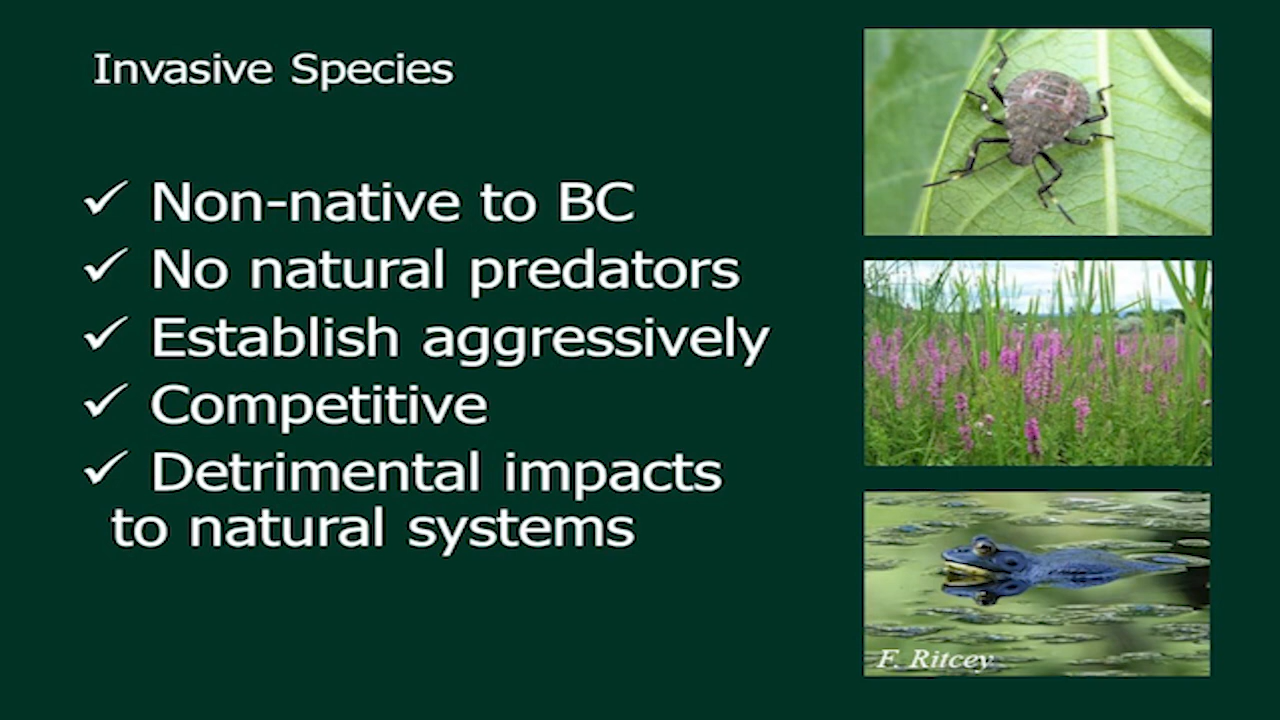 Invasive Species
✓ Non-native to BC
✓ No natural predators
✓ Establish aggressively
✓ Competitive
✓ Detrimental impacts
to natural systems
F. Ritcey